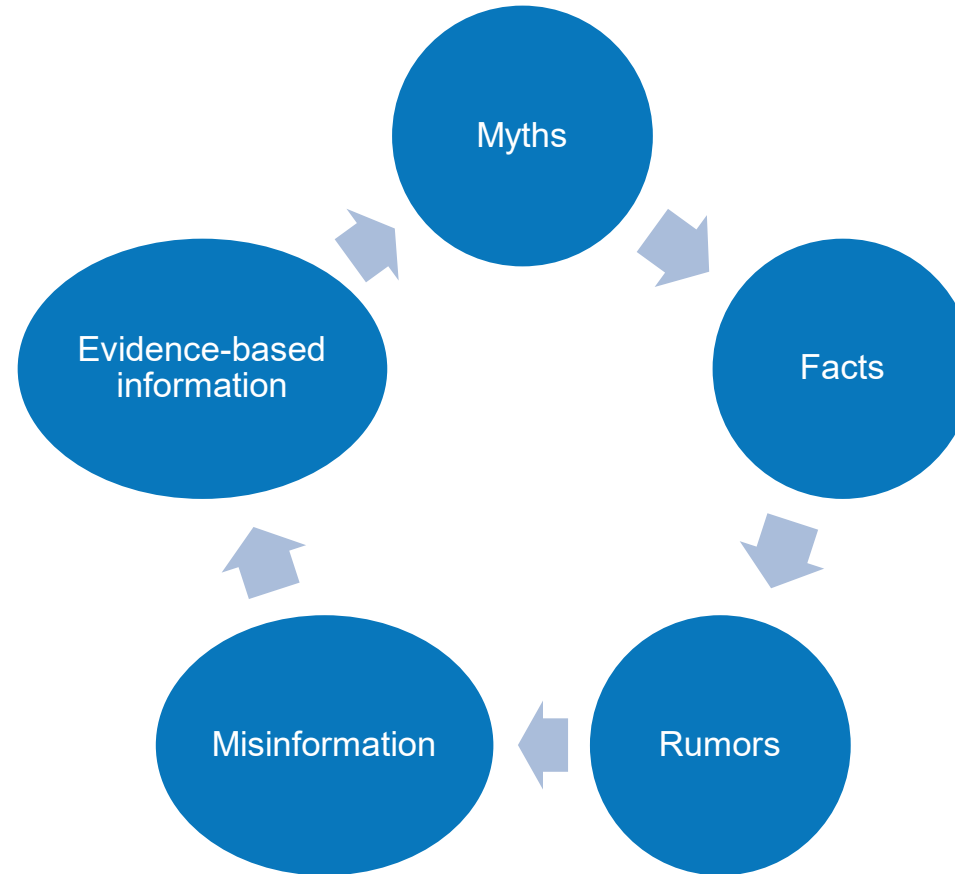 Myths
Facts
Rumors
Misinformation
Evidence-based
information